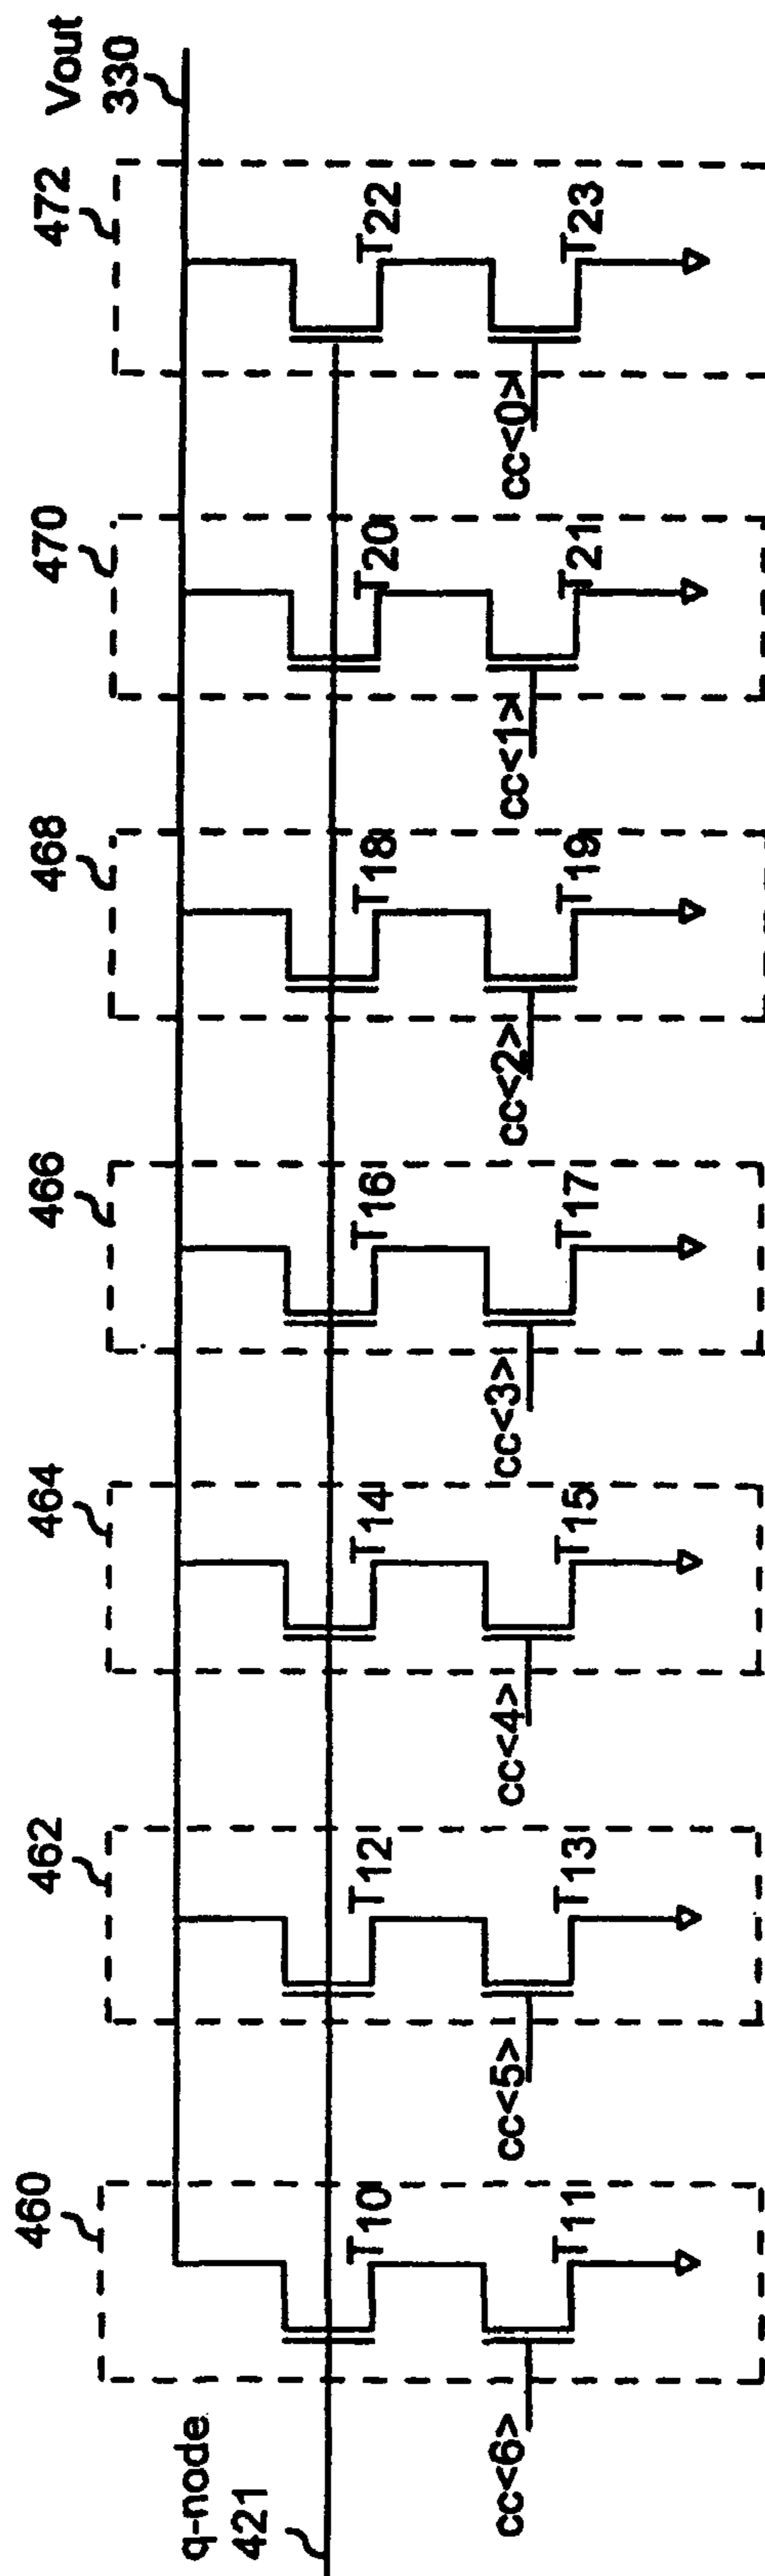 Vout
330
472
470
468
466
464
462
460
T22
T20
T18
T16
T14
T12
T10
T23
T21
T19
T17
T15
T13
T11
cc<0>
cc<1>
cc<2>
cc<3>
cc<4>
cc<5>
cc<6>
q-node
421